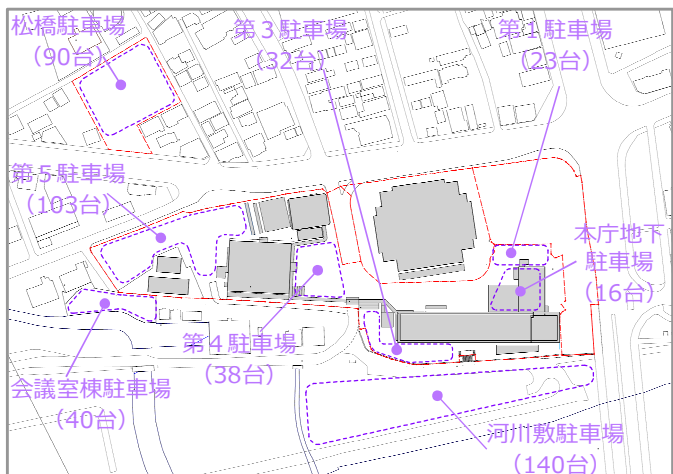 松橋駐車場
（90台）
第３駐車場
（32台）
第１駐車場
（23台）
第５駐車場
（103台）
本庁地下
駐車場
（16台）
第４駐車場
（38台）
会議室棟駐車場
（40台）
河川敷駐車場
（140台）